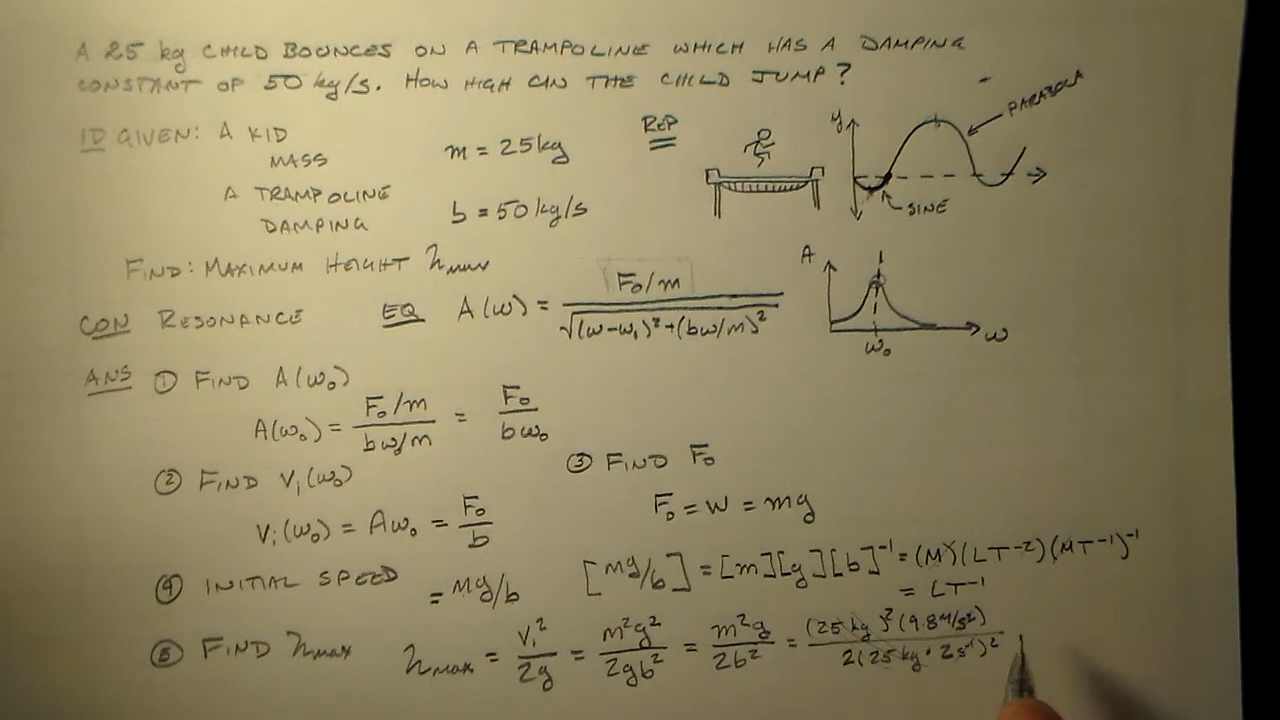 A 25 kg CHILD BOUNCES ON A TRAMPOLINE WHICH HAS A DAMPING
CONSTANT OF 50 kg/s. HOW HIGH CAN THE CHILD JUMP?
ID GIVEN: A KID
MASS
m = 25kg
A TRAMPOLINE
DAMPING
b = 50 kg/s
REP
y
PARABOLA
SINE
FIND: MAXIMUM HEIGHT hmax
CON RESONANCE
EQ A(ω) = F₀/m / √(ω-ω₁)²+(bω/m)²
A
ω₀
ω
ANS ① FIND A(ω₀)
A(ω₀) = F₀/m / bω₀/m = F₀ / bω₀
② FIND V₁(ω₀)
V₁(ω₀) = Aω₀ = F₀ / b
③ FIND F₀
F₀ = W = mg
④ INITIAL SPEED = mg/b
[mg/b] = [m][g][b]⁻¹ = (M)(LT⁻²)(MT⁻¹)⁻¹
= LT⁻¹
⑤ FIND hmax
hmax = V₁²/2g = m²g²/2gb² = m²g/2b² = (25 kg)²(9.8 M/s²) / 2(25 kg · 2 s⁻¹)²